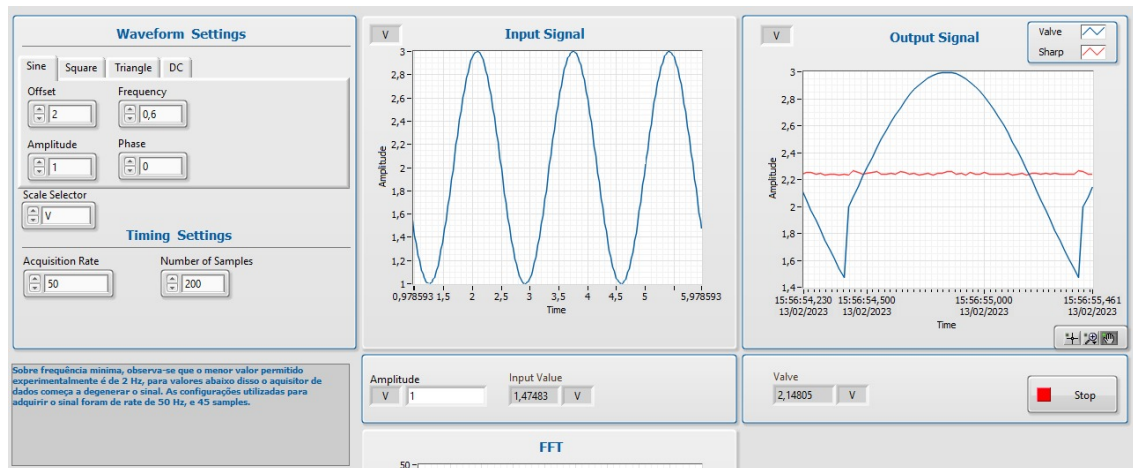 Waveform Settings
Sine Square Triangle DC
Offset Frequency
2 0,6
Amplitude Phase
1 0
Scale Selector
V
Timing Settings
Acquisition Rate Number of Samples
50 200
Sobre frequência minima, observa-se que o menor valor permitido
experimentalmente é de 2 Hz, para valores abaixo disso o aquisitor de
dados começa a degenerar o sinal. As configurações utilizadas para
adquirir o sinal foram de rate de 50 Hz, e 45 samples.
V
Input Signal
Amplitude
3
2,8
2,6
2,4
2,2
2
1,8
1,6
1,4
1,2
1
0,978593 1,5 2 2,5 3 3,5 4 4,5 5 5,978593
Time
Amplitude Input Value
V 1 1,47483 V
FFT
50
V
Output Signal
Valve
Sharp
Amplitude
3
2,8
2,6
2,4
2,2
2
1,8
1,6
1,4
15:56:54,230 15:56:54,500 15:56:55,000 15:56:55,461
13/02/2023 13/02/2023 13/02/2023 13/02/2023
Time
Valve
2,14805 V
Stop